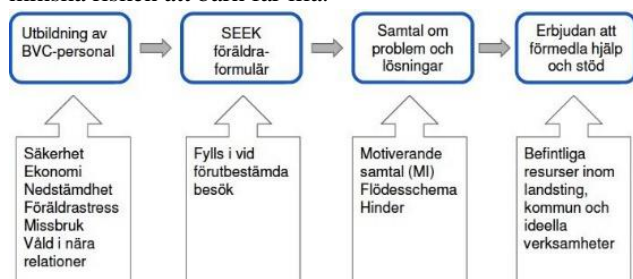 Utbildning av
BVC-personal
SEEK
föräldra-
formulär
Samtal om
problem och
lösningar
Erbjudan att
förmedla hjälp
och stöd
Säkerhet
Ekonomi
Nedstämdhet
Föräldrastress
Missbruk
Våld i nära
relationer
Fylls i vid
förutbestämda
besök
Motiverande
samtal (MI)
Flödesschema
Hinder
Befintliga
resurser inom
landsting,
kommun och
ideella
verksamheter